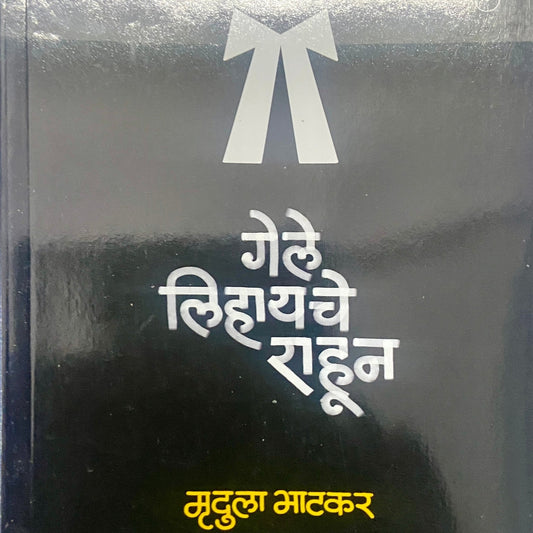 गेले
लिहायचे
राहून
मृदुला भाटकर